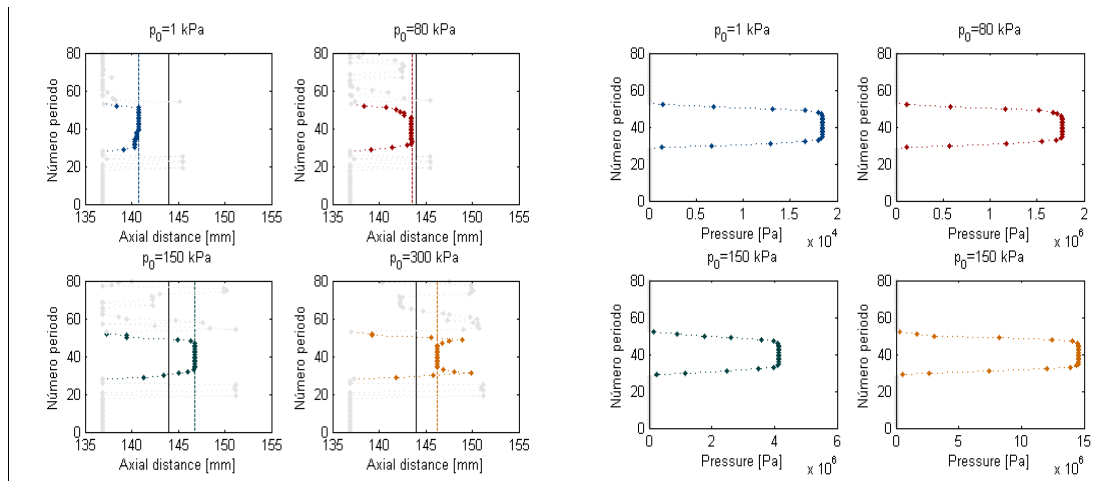 p0=1 kPa
80
60
40
20
0
Número periodo
135 140 145 150 155
Axial distance [mm]
p0=80 kPa
80
60
40
20
0
Número periodo
135 140 145 150 155
Axial distance [mm]
p0=1 kPa
80
60
40
20
0
Número periodo
0 0.5 1 1.5 2
Pressure [Pa]
x 10^4
p0=80 kPa
80
60
40
20
0
Número periodo
0 0.5 1 1.5 2
Pressure [Pa]
x 10^6
p0=150 kPa
80
60
40
20
0
Número periodo
135 140 145 150 155
Axial distance [mm]
p0=300 kPa
80
60
40
20
0
Número periodo
135 140 145 150 155
Axial distance [mm]
p0=150 kPa
80
60
40
20
0
Número periodo
0 2 4 6
Pressure [Pa]
x 10^6
p0=150 kPa
80
60
40
20
0
Número periodo
0 5 10 15
Pressure [Pa]
x 10^6